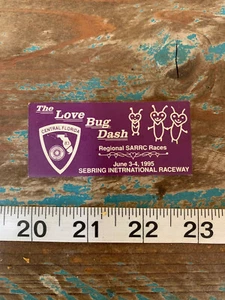 The Love Bug Dash
CENTRAL FLORIDA
Regional SARRC Races
June 3-4, 1995
SEBRING INETRNATIONAL RACEWAY
20 21 22 23